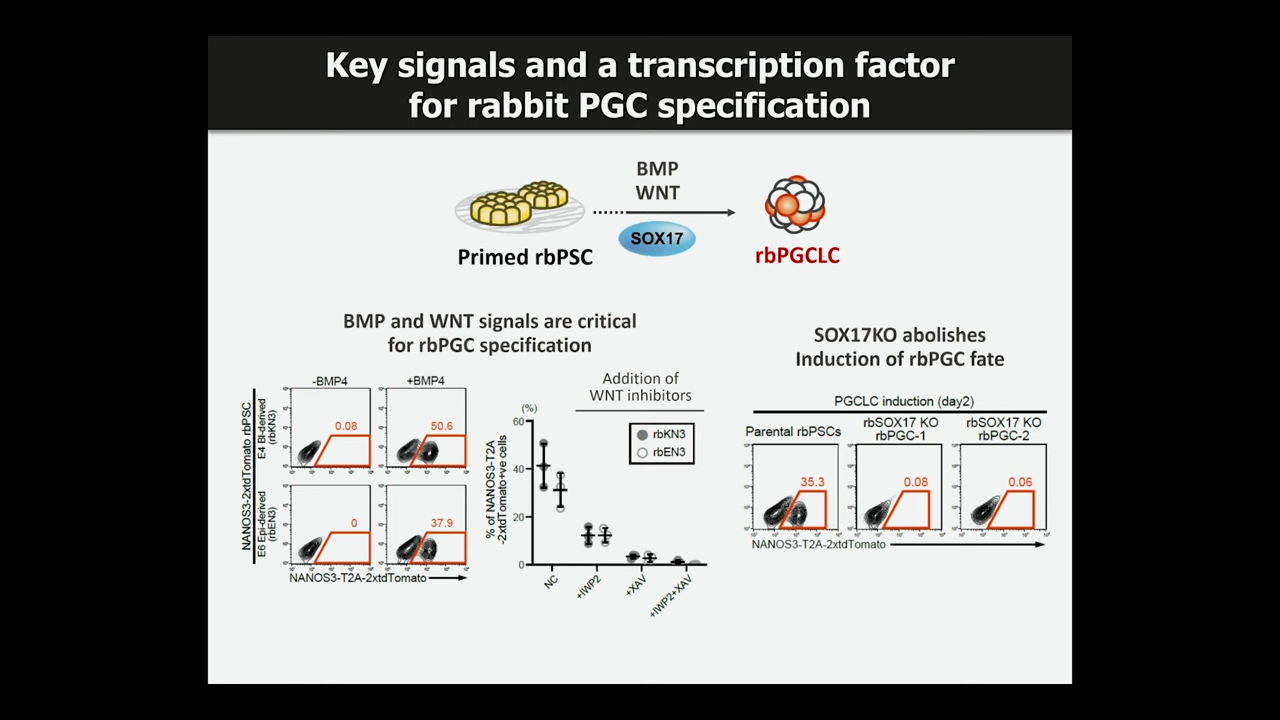 Key signals and a transcription factor
for rabbit PGC specification
BMP
WNT
SOX17
Primed rbPSC
rbPGCLC
BMP and WNT signals are critical
for rbPGC specification
-BMP4
+BMP4
NANOS3-2xtdTomato rbPSC
E4 BI-derived
(rbKN3)
0.08
50.6
E6 Epi-derived
(rbEN3)
0
37.9
NANOS3-T2A-2xtdTomato
Addition of
WNT inhibitors
(%)
% of NANOS3-T2A
-2xtdTomato+ve cells
60
40
20
0
rbKN3
rbEN3
NC
+IWP2
+XAV
+IWP2+XAV
SOX17KO abolishes
Induction of rbPGC fate
PGCLC induction (day2)
Parental rbPSCs
rbSOX17 KO
rbPGC-1
rbSOX17 KO
rbPGC-2
35.3
0.08
0.06
NANOS3-T2A-2xtdTomato